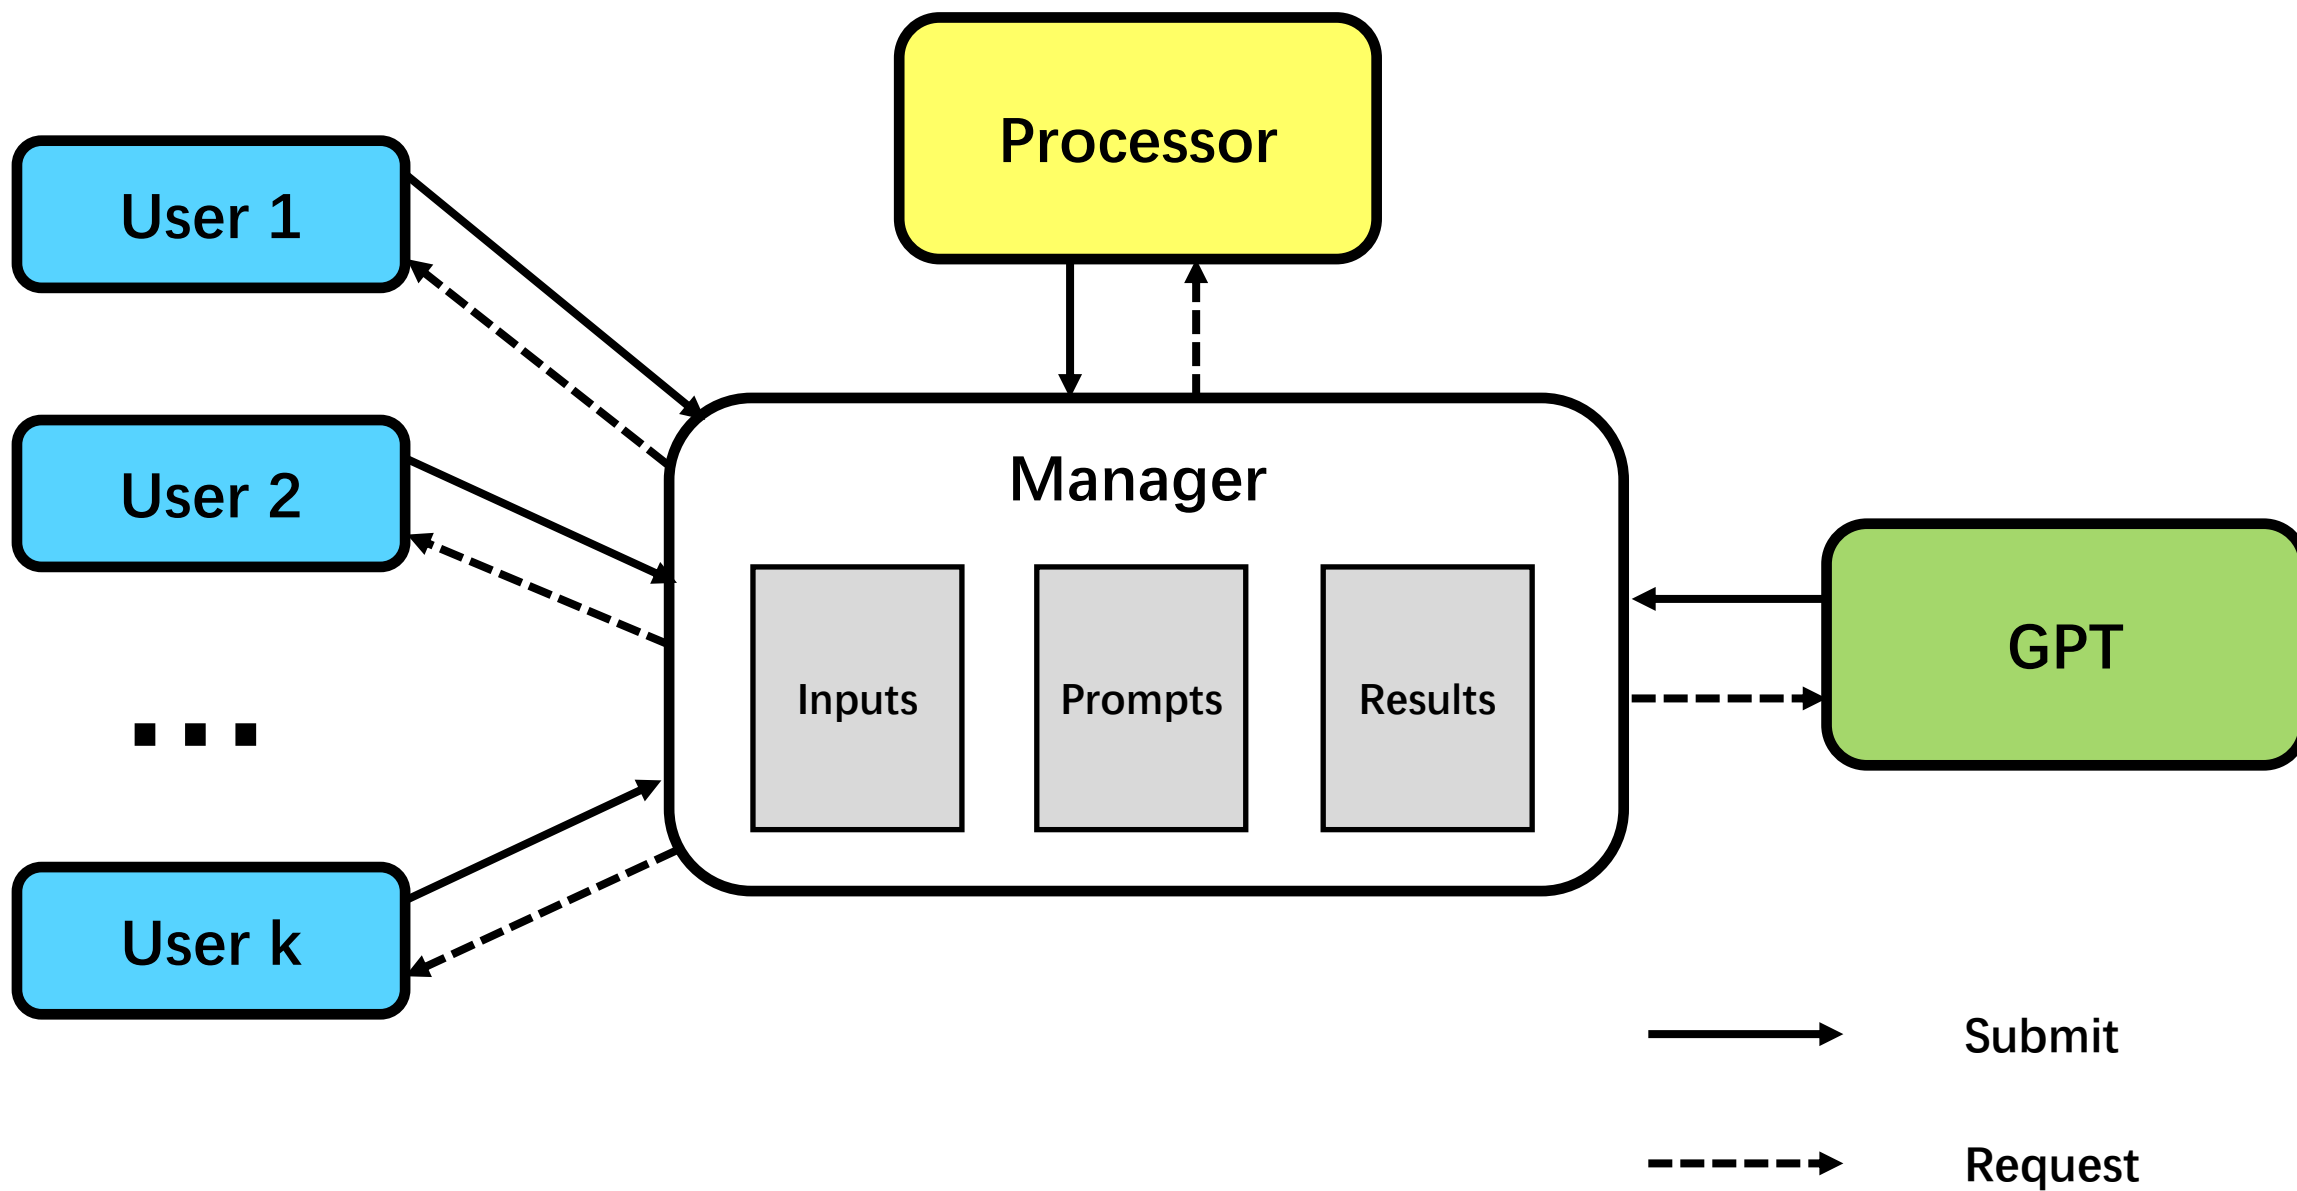 Processor
User 1
User 2
...
User k
Manager
Inputs
Prompts
Results
GPT
Submit
Request